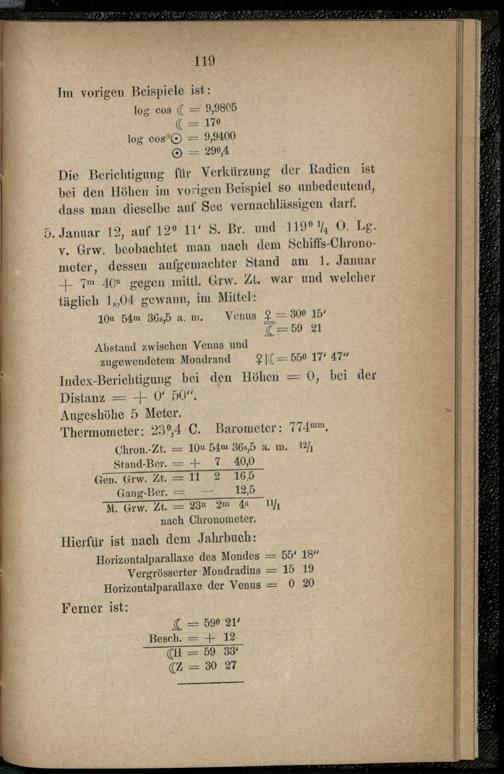 119
Im vorigen Beispiele ist:
log cos ☾ = 9,9805
☾ = 17⁰
log cos ☉ = 9,9400
☉ = 29⁰,4
Die Berichtigung für Verkürzung der Radien ist
bei den Höhen im vorigen Beispiel so unbedeutend,
dass man dieselbe auf See vernachlässigen darf.
5. Januar 12, auf 12⁰ 11′ S. Br. und 119⁰ ¼ O. Lg.
v. Grw. beobachtet man nach dem Schiffs-Chrono-
meter, dessen aufgemachter Stand am 1. Januar
+ 7ᵐ 40ˢ gegen mittl. Grw. Zt. war und welcher
täglich 1ₛ,04 gewann, im Mittel:
10ᵘ 54ᵐ 36ₛ,5 a. m. Venus ♀ = 30⁰ 15′
☾ = 59 21
Abstand zwischen Venus und
zugewendetem Mondrand ♀|☾ = 55⁰ 17′ 47″
Index-Berichtigung bei den Höhen = 0, bei der
Distanz = + 0′ 50″.
Augeshöhe 5 Meter.
Thermometer: 23⁰,4 C. Barometer: 774ᵐᵐ.
Chron.-Zt. = 10ᵘ 54ᵐ 36ₛ,5 a. m. 12/1
Stand-Ber. = + 7 40,0
Gen. Grw. Zt. = 11 2 16,5
Gang-Ber. = — 12,5
M. Grw. Zt. = 23ᵘ 2ᵐ 4ˢ 11/1
nach Chronometer.
Hierfür ist nach dem Jahrbuch:
Horizontalparallaxe des Mondes = 55′ 18″
Vergrösserter Mondradius = 15 19
Horizontalparallaxe der Venus = 0 20
Ferner ist:
☾ = 59⁰ 21′
Besch. = + 12
☾H = 59 33′
☾Z = 30 27